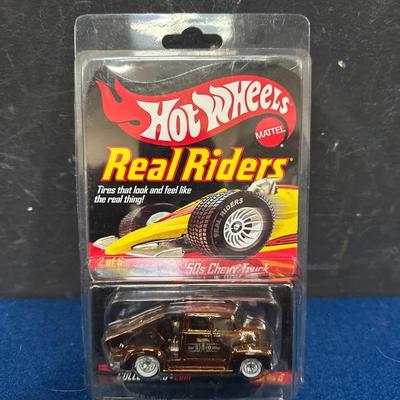 HOT WHEELS
MATTEL
Real Riders
Tires that look and feel like
the real thing!
REAL RIDERS
2 of 6
'50s Chevy Truck